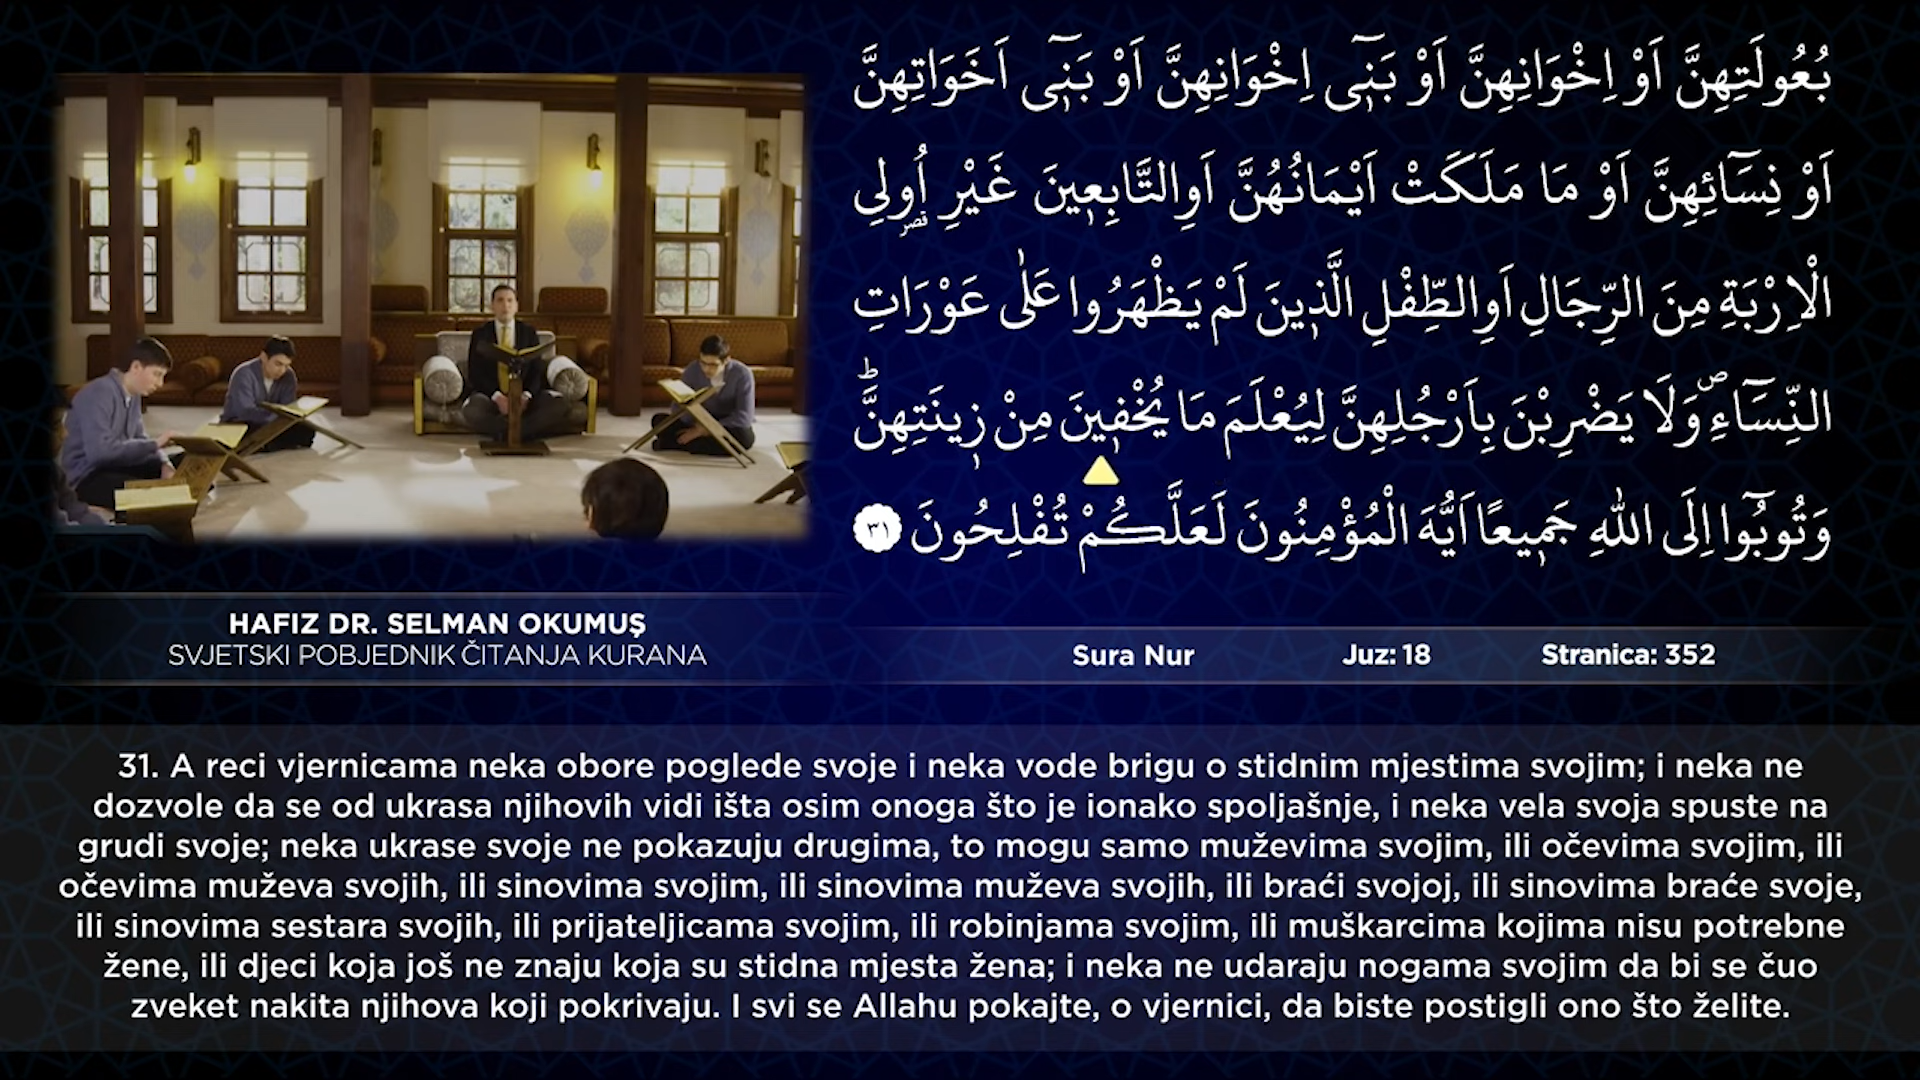 بُعُولَتِهِنَّ اَوْ اِخْوَانِهِنَّ اَوْ بَن۪ٓى اِخْوَانِهِنَّ اَوْ بَن۪ٓى اَخَوَاتِهِنَّ
اَوْ نِسَٓائِهِنَّ اَوْ مَا مَلَكَتْ اَيْمَانُهُنَّ اَوِالتَّابِع۪ينَ غَيْرِ اُو۬لِى
قصر
الْاِرْبَةِ مِنَ الرِّجَالِ اَوِالطِّفْلِ الَّذ۪ينَ لَمْ يَظْهَرُوا عَلٰى عَوْرَاتِ
النِّسَٓاءِۖ وَلَا يَضْرِبْنَ بِاَرْجُلِهِنَّ لِيُعْلَمَ مَا يُخْف۪ينَ مِنْ ز۪ينَتِهِنَّۜ
وَتُوبُٓوا اِلَى اللّٰهِ جَم۪يعًا اَيُّهَ الْمُؤْمِنُونَ لَعَلَّكُمْ تُفْلِحُونَ ٣١
HAFIZ DR. SELMAN OKUMUŞ
SVJETSKI POBJEDNIK ČITANJA KURANA
Sura Nur Juz: 18 Stranica: 352
31. A reci vjernicama neka obore poglede svoje i neka vode brigu o stidnim mjestima svojim; i neka ne
dozvole da se od ukrasa njihovih vidi išta osim onoga što je ionako spoljašnje, i neka vela svoja spuste na
grudi svoje; neka ukrase svoje ne pokazuju drugima, to mogu samo muževima svojim, ili očevima svojim, ili
očevima muževa svojih, ili sinovima svojim, ili sinovima muževa svojih, ili braći svojoj, ili sinovima braće svoje,
ili sinovima sestara svojih, ili prijateljicama svojim, ili robinjama svojim, ili muškarcima kojima nisu potrebne
žene, ili djeci koja još ne znaju koja su stidna mjesta žena; i neka ne udaraju nogama svojim da bi se čuo
zveket nakita njihova koji pokrivaju. I svi se Allahu pokajte, o vjernici, da biste postigli ono što želite.